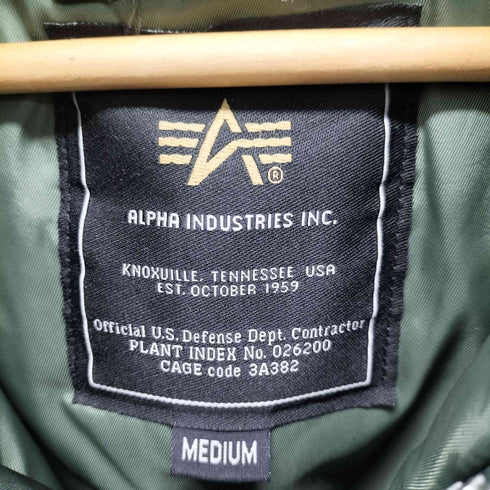 ®
ALPHA INDUSTRIES INC.
KNOXUILLE, TENNESSEE USA
EST. OCTOBER 1959
Official U.S. Defense Dept. Contractor
PLANT INDEX No. 026200
CAGE code 3A382
MEDIUM